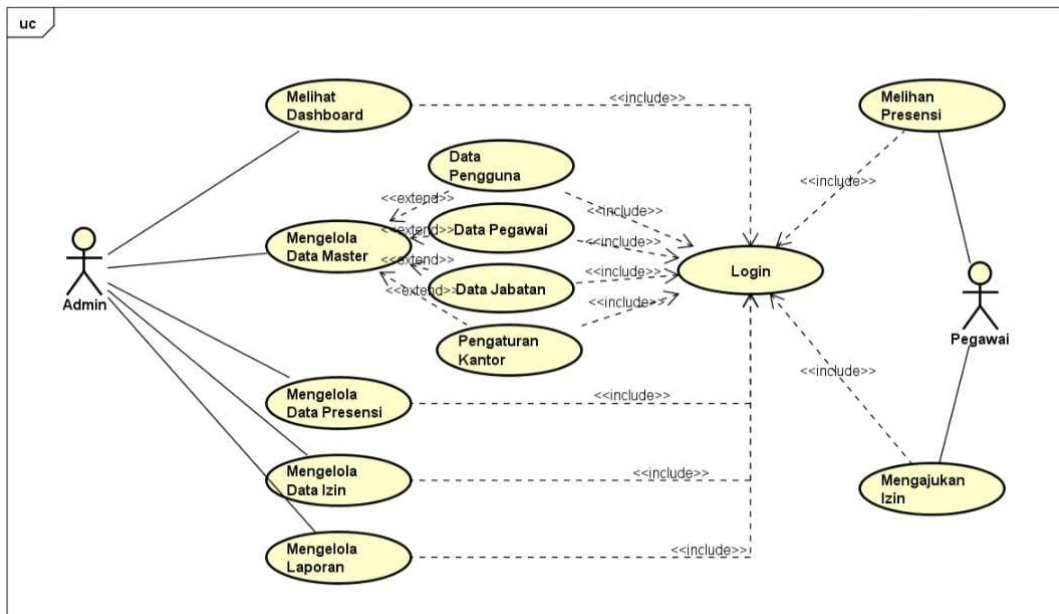 uc
Melihat
Dashboard
<<include>>
Melihan
Presensi
Data
Pengguna
<<extend>>
<<include>>
<<include>>
Mengelola
Data Master
<<extend>>
Data Pegawai
<<include>>
<<extend>>
Data Jabatan
<<include>>
Login
<<extend>>
<<include>>
Pengaturan
Kantor
Admin
Pegawai
Mengelola
Data Presensi
<<include>>
<<include>>
Mengelola
Data Izin
<<include>>
Mengajukan
Izin
Mengelola
Laporan
<<include>>